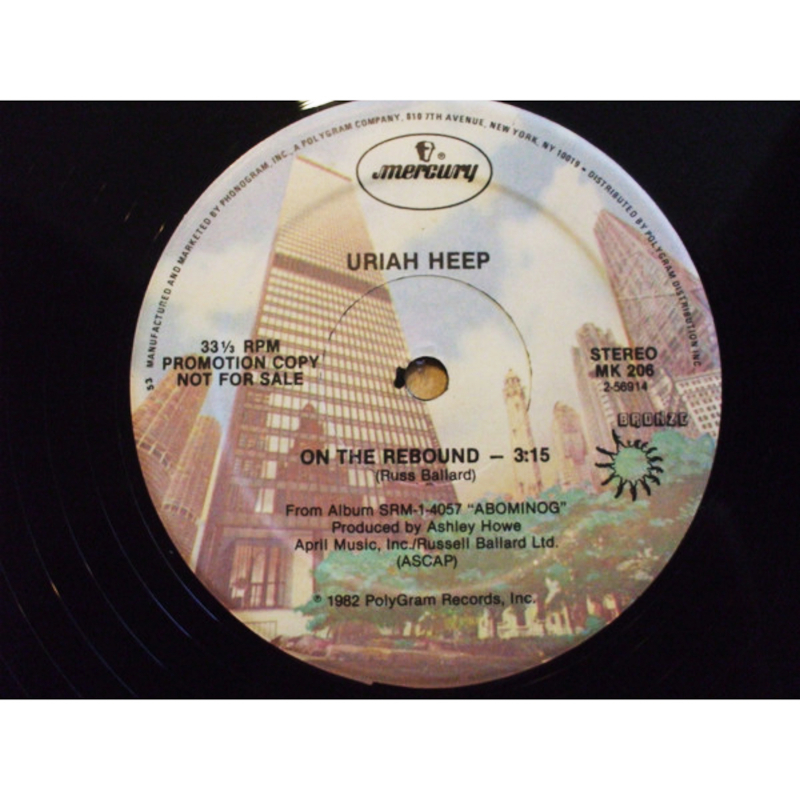 53 MANUFACTURED AND MARKETED BY PHONOGRAM, INC., A POLYGRAM COMPANY, 810 7TH AVENUE, NEW YORK, NY 10019 • DISTRIBUTED BY POLYGRAM DISTRIBUTION INC
mercury®
URIAH HEEP
33⅓ RPM
PROMOTION COPY
NOT FOR SALE
STEREO
MK 206
2-56914
BRONZE
ON THE REBOUND — 3:15
(Russ Ballard)
From Album SRM-1-4057 "ABOMINOG"
Produced by Ashley Howe
April Music, Inc./Russell Ballard Ltd.
(ASCAP)
℗ 1982 PolyGram Records, Inc.